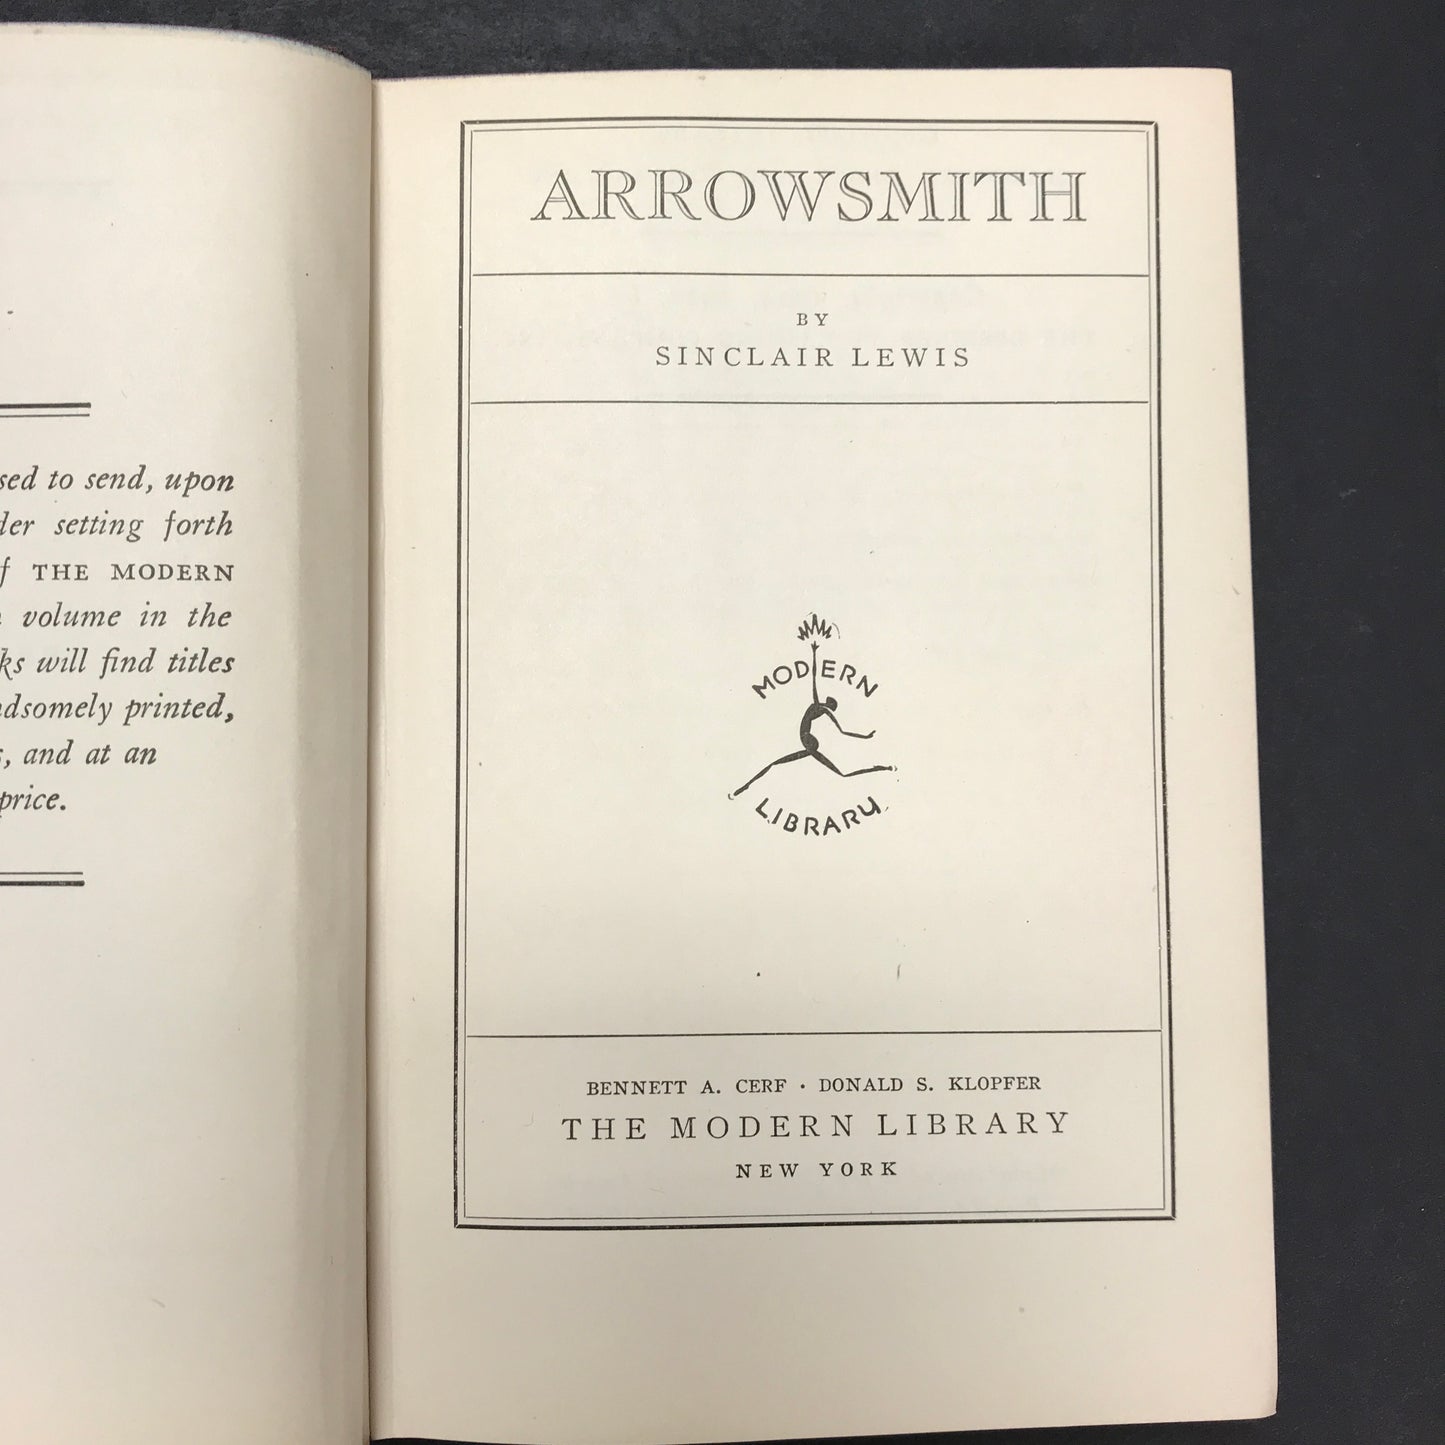 sed to send, upon
der setting forth
f THE MODERN
volume in the
ks will find titles
ndsomely printed,
s, and at an
price.
ARROWSMITH
BY
SINCLAIR LEWIS
MODERN
LIBRARY
BENNETT A. CERF · DONALD S. KLOPFER
THE MODERN LIBRARY
NEW YORK